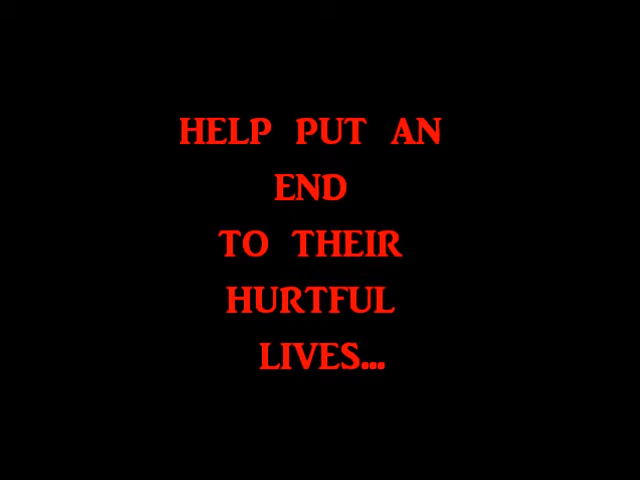 HELP PUT AN
END
TO THEIR
HURTFUL
LIVES...